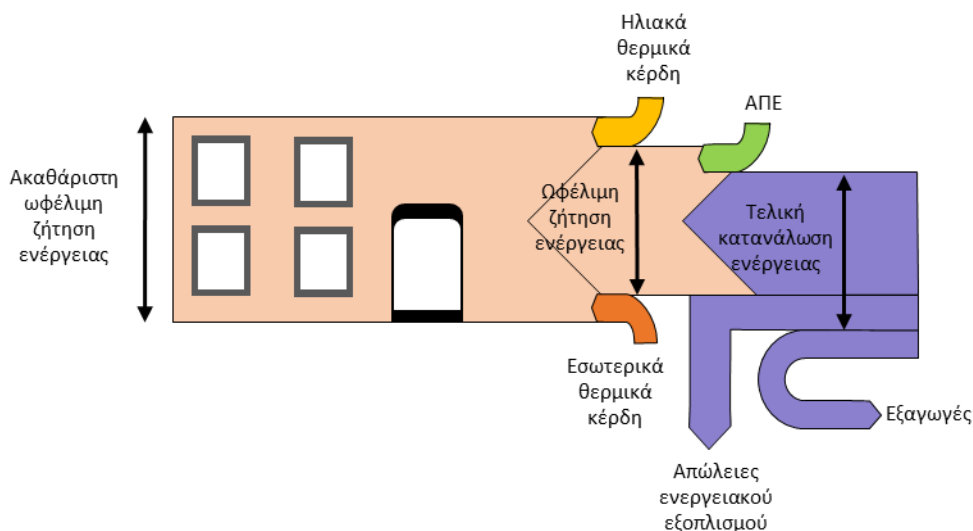 Ηλιακά
θερμικά
κέρδη
ΑΠΕ
Ακαθάριστη
ωφέλιμη
ζήτηση
ενέργειας
Ωφέλιμη
ζήτηση
ενέργειας
Τελική
κατανάλωση
ενέργειας
Εσωτερικά
θερμικά
κέρδη
Εξαγωγές
Απώλειες
ενεργειακού
εξοπλισμού